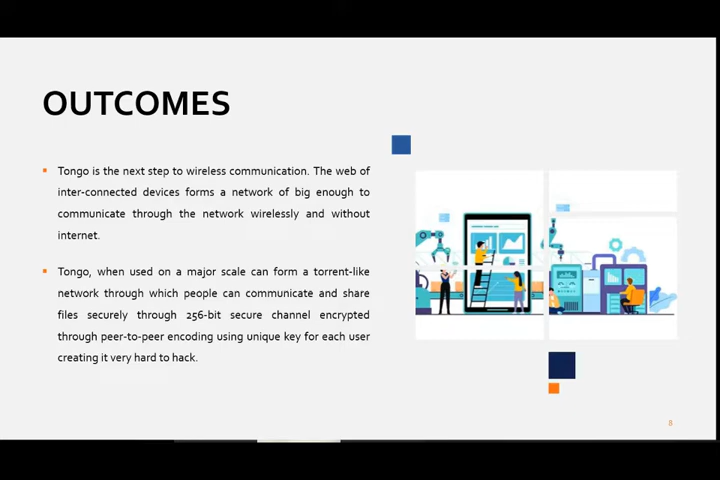 OUTCOMES
Tongo is the next step to wireless communication. The web of
inter-connected devices forms a network of big enough to
communicate through the network wirelessly and without
internet.
Tongo, when used on a major scale can form a torrent-like
network through which people can communicate and share
files securely through 256-bit secure channel encrypted
through peer-to-peer encoding using unique key for each user
creating it very hard to hack.
8